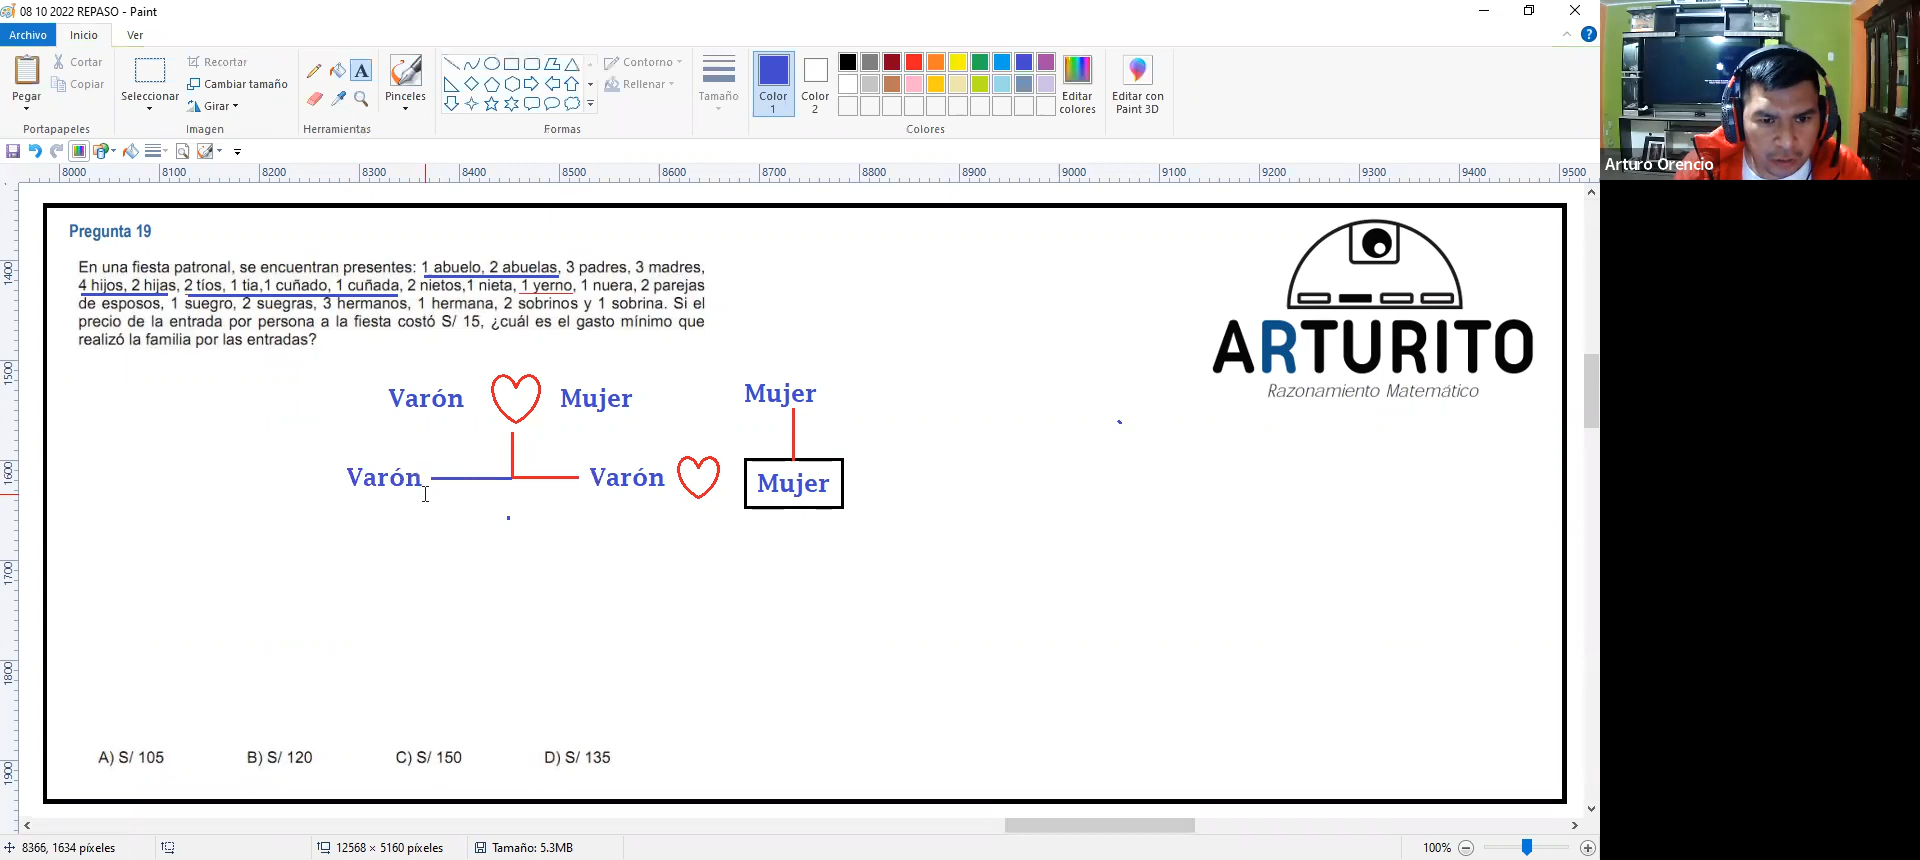 08 10 2022 REPASO - Paint
Archivo Inicio Ver
Pegar
Cortar
Copiar
Portapapeles
Seleccionar
Recortar
Cambiar tamaño
Girar
Imagen
A
Herramientas
Pinceles
Contorno
Rellenar
Formas
Tamaño
Color
1
Color
2
Editar
colores
Editar con
Paint 3D
Colores
8000 8100 8200 8300 8400 8500 8600 8700 8800 8900 9000 9100 9200 9300 9400 9500
1400
1500
1600
1700
1800
1900
Arturo Orencio
Pregunta 19
En una fiesta patronal, se encuentran presentes: 1 abuelo, 2 abuelas, 3 padres, 3 madres,
4 hijos, 2 hijas, 2 tíos, 1 tia,1 cuñado, 1 cuñada, 2 nietos,1 nieta, 1 yerno, 1 nuera, 2 parejas
de esposos, 1 suegro, 2 suegras, 3 hermanos, 1 hermana, 2 sobrinos y 1 sobrina. Si el
precio de la entrada por persona a la fiesta costó S/ 15, ¿cuál es el gasto mínimo que
realizó la familia por las entradas?
ARTURITO
Razonamiento Matemático
Varón Mujer Mujer
Varón Varón Mujer
A) S/ 105 B) S/ 120 C) S/ 150 D) S/ 135
8366, 1634 píxeles 12568 × 5160 píxeles Tamaño: 5.3MB 100%